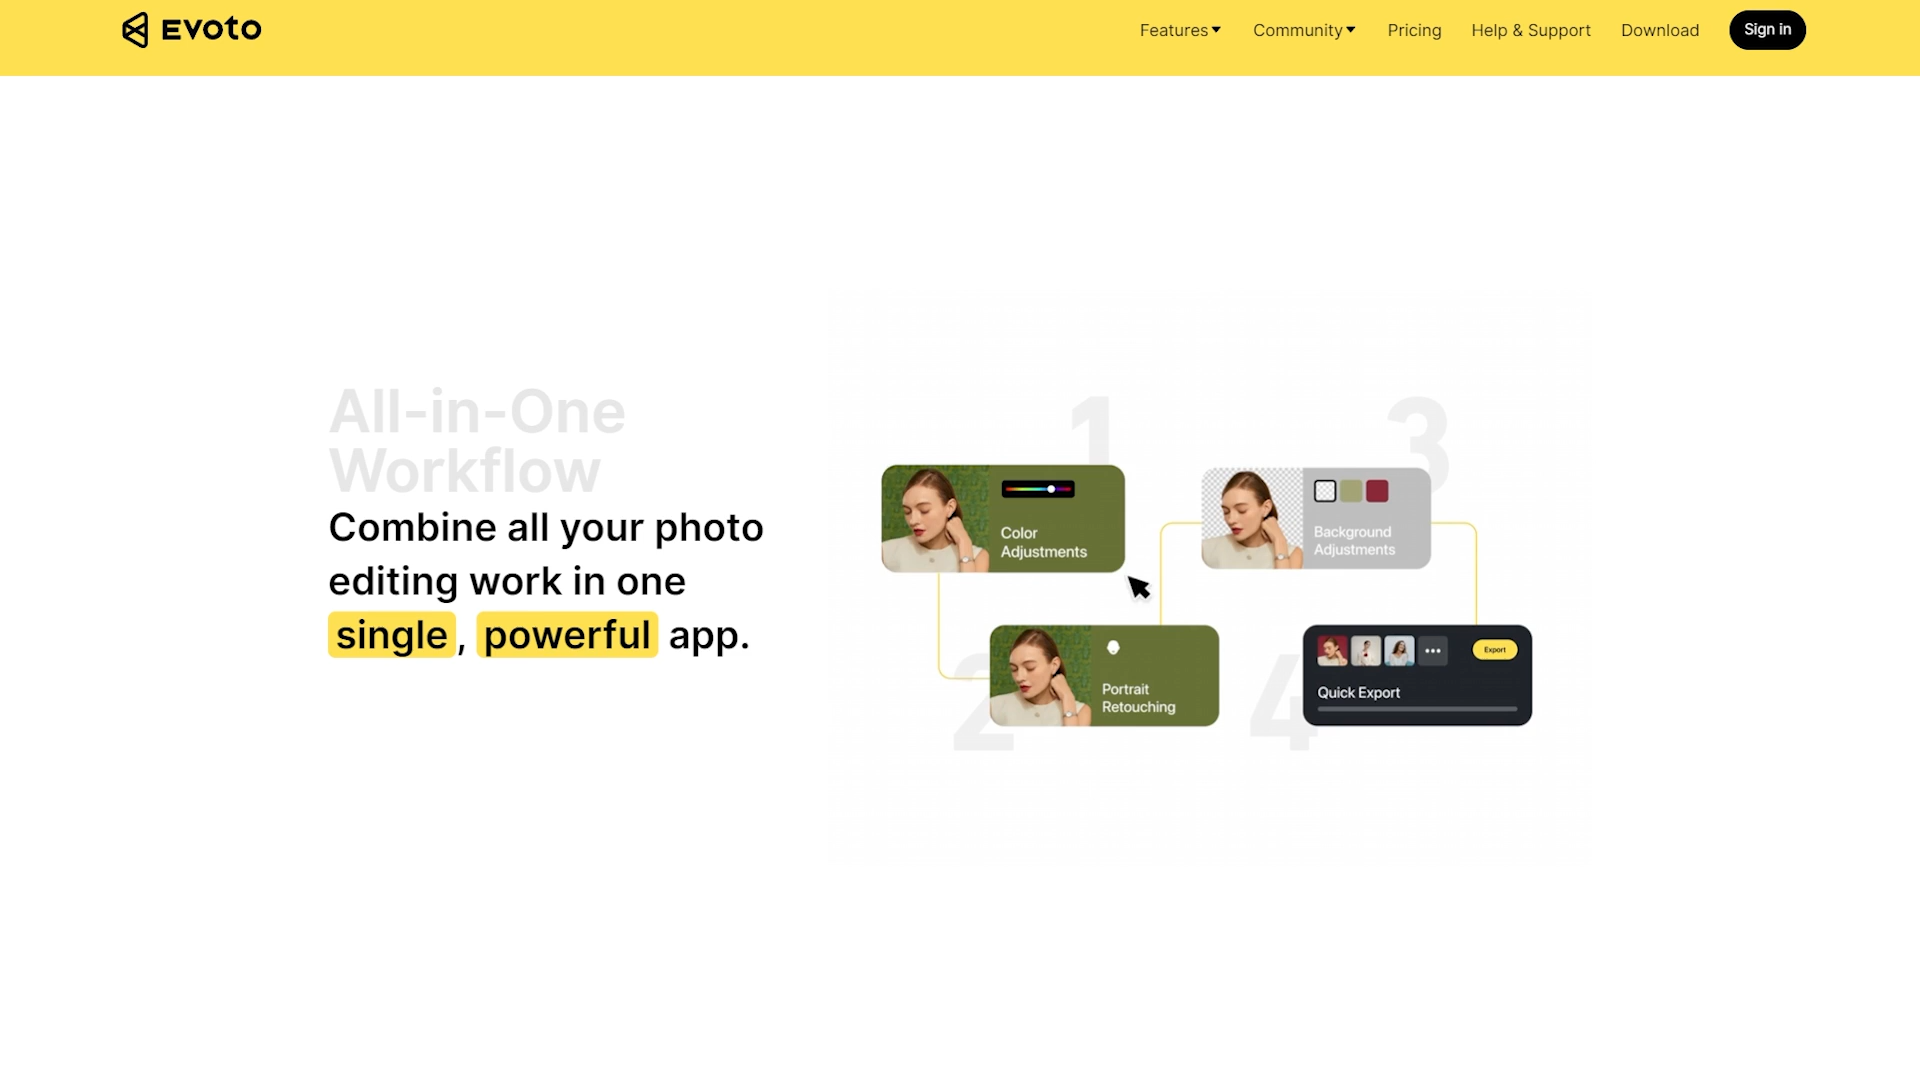 EVOTO
Features Community Pricing Help & Support Download Sign in
All-in-One
Workflow
Combine all your photo
editing work in one
single, powerful app.
1
Color
Adjustments
2
Portrait
Retouching
3
Background
Adjustments
4
Export
Quick Export